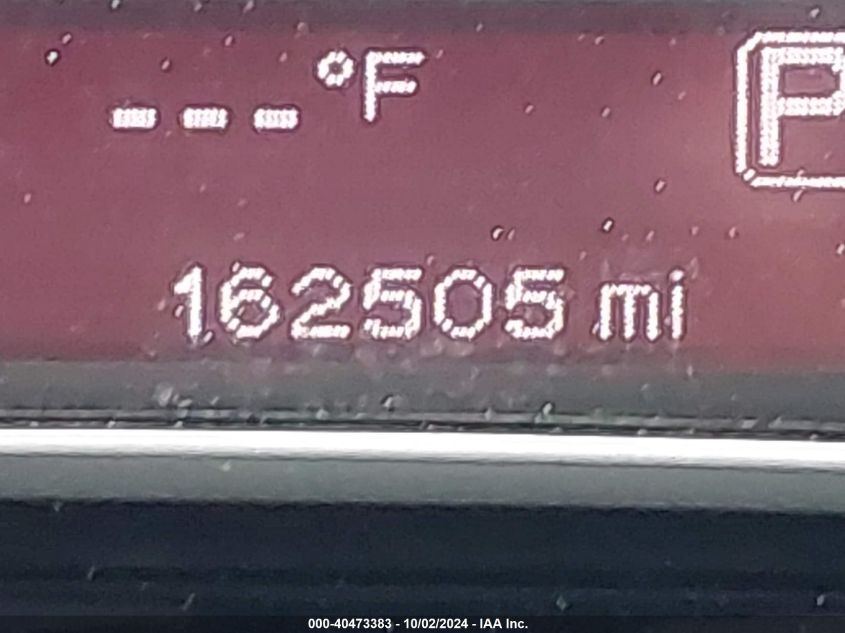 ---°F
P
162505 mi
000-40473383 - 10/02/2024 - IAA Inc.